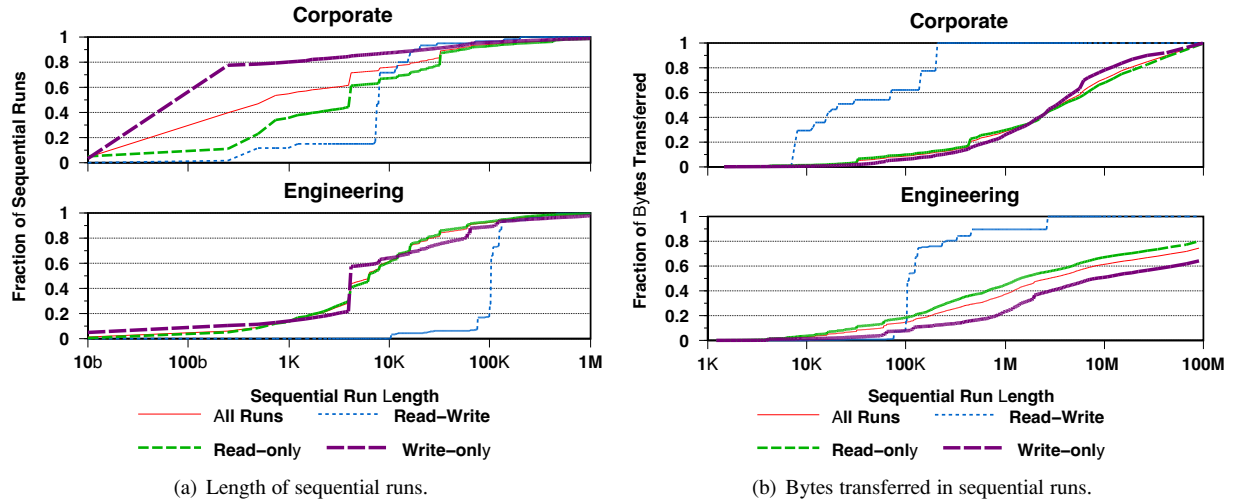 Corporate
Fraction of Sequential Runs
1
0.8
0.6
0.4
0.2
0
Engineering
1
0.8
0.6
0.4
0.2
0
10b 100b 1K 10K 100K 1M
Sequential Run Length
All Runs Read-Write
Read-only Write-only
(a) Length of sequential runs.
Corporate
Fraction of Bytes Transferred
1
0.8
0.6
0.4
0.2
0
Engineering
1
0.8
0.6
0.4
0.2
0
1K 10K 100K 1M 10M 100M
Sequential Run Length
All Runs Read-Write
Read-only Write-only
(b) Bytes transferred in sequential runs.